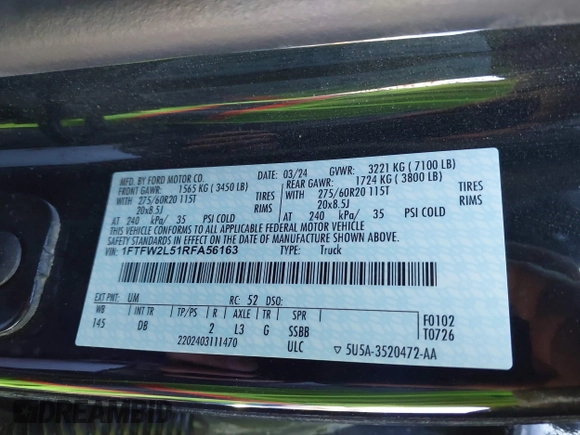 MFD. BY FORD MOTOR CO.
DATE: 03/24 GVWR: 3221 KG ( 7100 LB)
FRONT GAWR: 1565 KG ( 3450 LB) REAR GAWR: 1724 KG ( 3800 LB)
WITH 275/60R20 115T TIRES WITH 275/60R20 115T TIRES
20x8.5J RIMS 20x8.5J RIMS
AT 240 kPa/ 35 PSI COLD AT 240 kPa/ 35 PSI COLD
THIS VEHICLE CONFORMS TO ALL APPLICABLE FEDERAL MOTOR VEHICLE
SAFETY STANDARDS IN EFFECT ON THE DATE OF MANUFACTURE SHOWN ABOVE.
VIN: 1FTFW2L51RFA56163 TYPE: Truck
EXT PNT: UM RC: 52 DSO:
WB INT TR TP/PS R AXLE TR SPR
145 DB 2 L3 G SSBB
F0102
T0726
2202403111470 ULC ▽ 5U5A-3520472-AA
DREAMBID